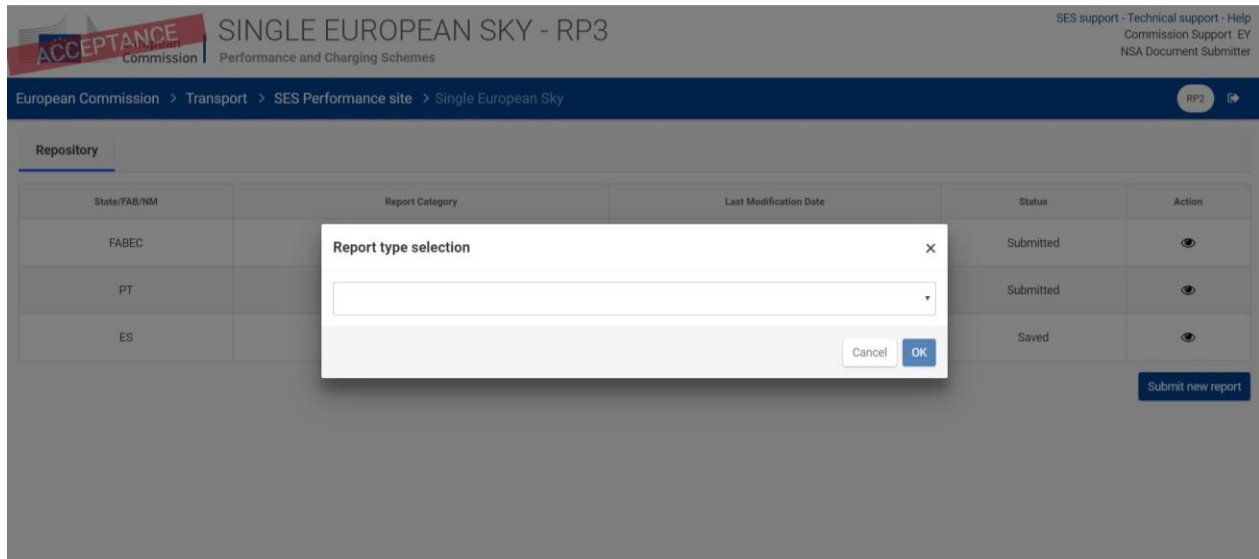 ACCEPTANCE
European
Commission
SINGLE EUROPEAN SKY - RP3
Performance and Charging Schemes
SES support - Technical support - Help
Commission Support EY
NSA Document Submitter
European Commission > Transport > SES Performance site > Single European Sky
RP2
Repository
State/FAB/NM Report Category Last Modification Date Status Action
FABEC Submitted
Report type selection ×
PT Submitted
ES Saved
Cancel OK
Submit new report